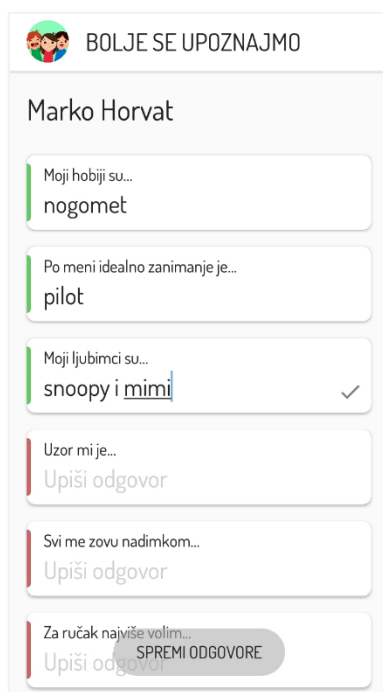 BOLJE SE UPOZNAJMO
Marko Horvat
Moji hobiji su...
nogomet
Po meni idealno zanimanje je...
pilot
Moji ljubimci su...
snoopy i mimi
Uzor mi je...
Upiši odgovor
Svi me zovu nadimkom...
Upiši odgovor
Za ručak najviše volim...
Upiši odgovor
SPREMI ODGOVORE